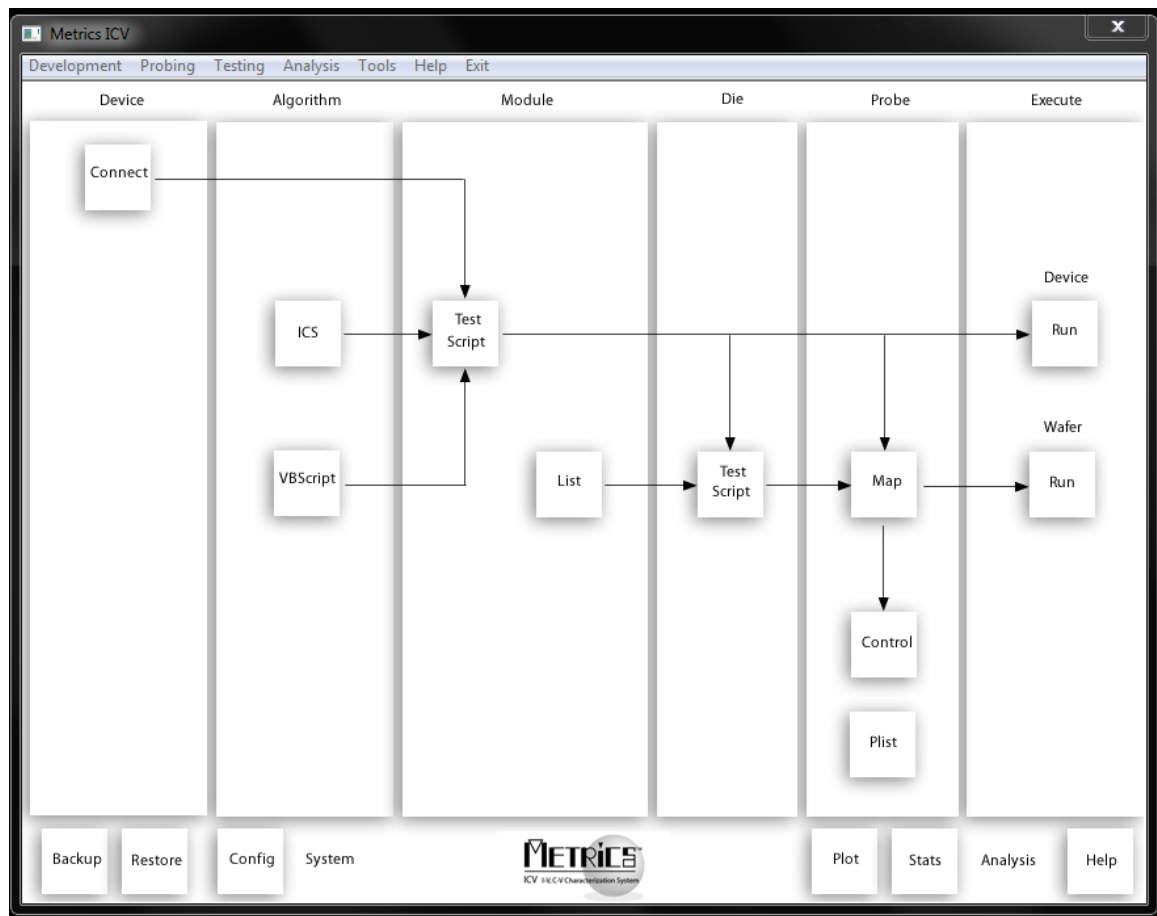 Metrics ICV
X
Development Probing Testing Analysis Tools Help Exit
Device Algorithm Module Die Probe Execute
Connect
Device
ICS
Test
Script
Run
Wafer
VBScript
List
Test
Script
Map
Run
Control
Plist
Backup
Restore
Config
System
METRiCS
ICV I-V,C-V Characterization System
Plot
Stats
Analysis
Help